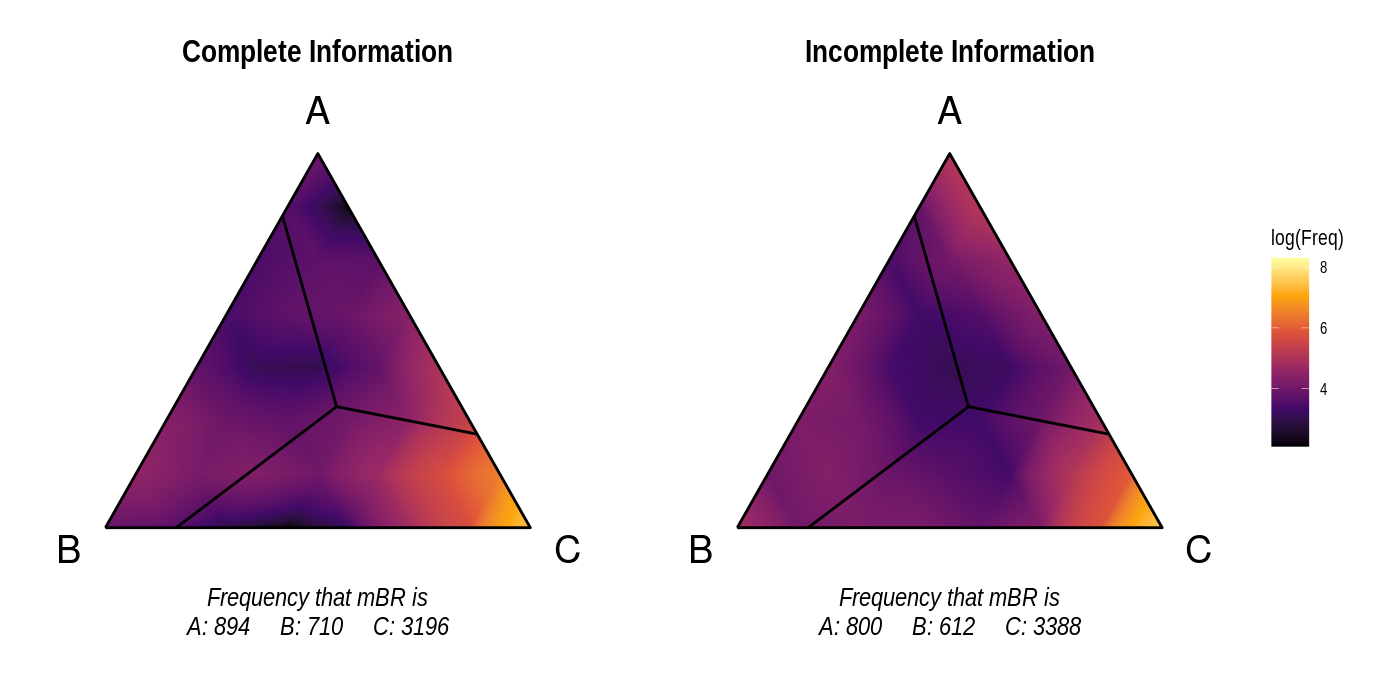 Complete Information
A
B
C
Frequency that mBR is
A: 894 B: 710 C: 3196
Incomplete Information
A
B
C
Frequency that mBR is
A: 800 B: 612 C: 3388
log(Freq)
8
6
4